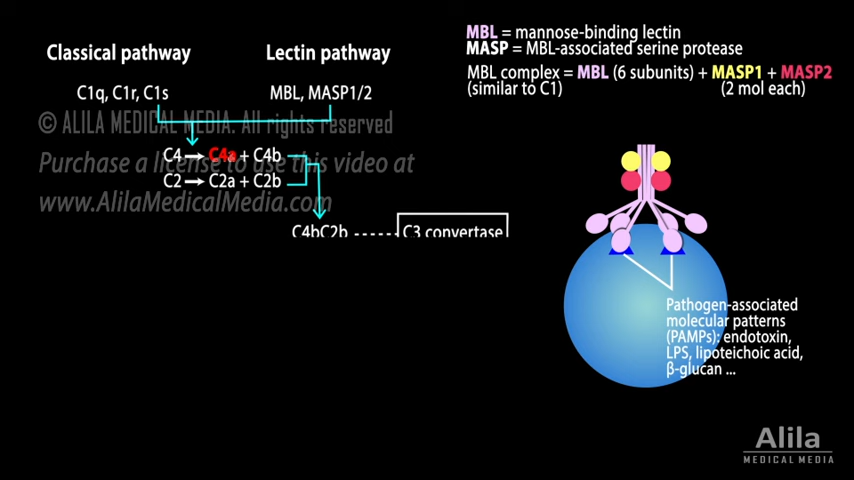 Classical pathway
Lectin pathway
C1q, C1r, C1s
MBL, MASP1/2
© ALILA MEDICAL MEDIA. All rights reserved
C4 → C4a + C4b
Purchase a license to use this video at
C2 → C2a + C2b
www.AlilaMedicalMedia.com
C4bC2b ----- C3 convertase
MBL = mannose-binding lectin
MASP = MBL-associated serine protease
MBL complex = MBL (6 subunits) + MASP1 + MASP2
(similar to C1) (2 mol each)
Pathogen-associated
molecular patterns
(PAMPs): endotoxin,
LPS, lipoteichoic acid,
β-glucan ...
Alila
MEDICAL MEDIA